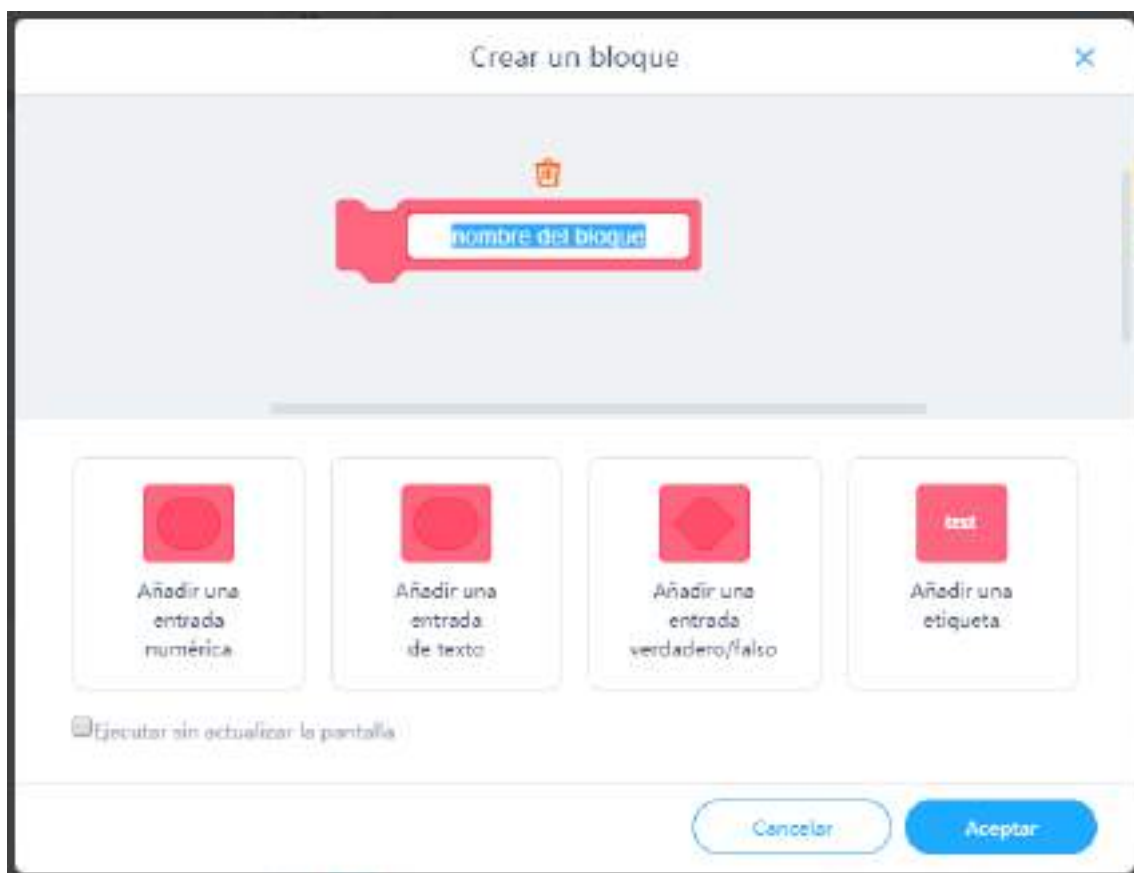 Crear un bloque
nombre del bloque
Añadir una
entrada
numérica
Añadir una
entrada
de texto
Añadir una
entrada
verdadero/falso
text
Añadir una
etiqueta
Ejecutar sin actualizar la pantalla
Cancelar
Aceptar